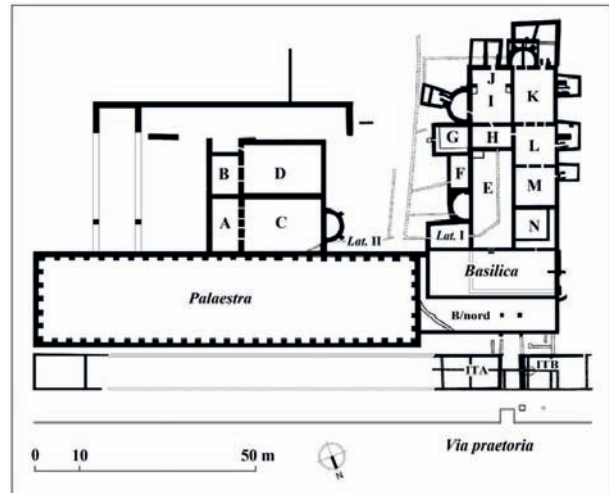 J
I
K
G
H
L
B
D
F
E
M
A
C
N
Lat. II
Lat. I
Basilica
Palaestra
B/nord
ITA
ITB
0 10 50 m
N
Via praetoria